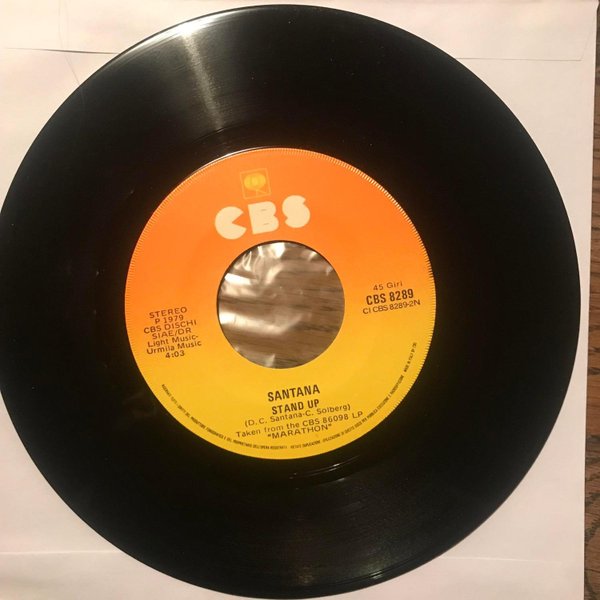 CBS
STEREO
P 1979
CBS DISCHI
SIAE/DR
Light Music-
Urmila Music
4:03
45 Giri
CBS 8289
CI CBS 8289-2N
SANTANA
STAND UP
(D. C. Santana-C. Solberg)
Taken from the CBS 86098 LP
"MARATHON"